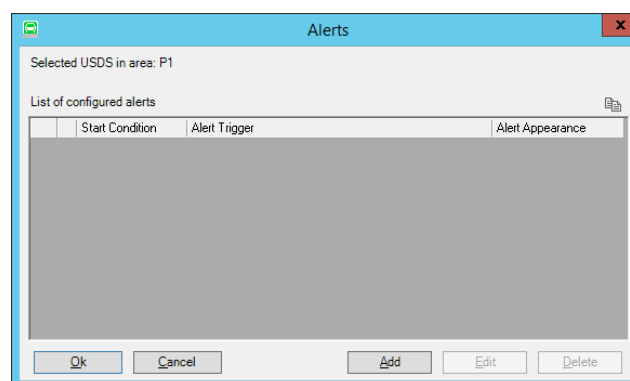 Alerts
x
Selected USDS in area: P1
List of configured alerts
Start Condition Alert Trigger Alert Appearance
Ok Cancel Add Edit Delete